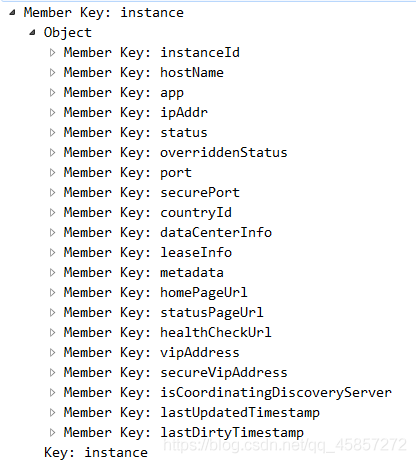 Member Key: instance
Object
Member Key: instanceId
Member Key: hostName
Member Key: app
Member Key: ipAddr
Member Key: status
Member Key: overriddenStatus
Member Key: port
Member Key: securePort
Member Key: countryId
Member Key: dataCenterInfo
Member Key: leaseInfo
Member Key: metadata
Member Key: homePageUrl
Member Key: statusPageUrl
Member Key: healthCheckUrl
Member Key: vipAddress
Member Key: secureVipAddress
Member Key: isCoordinatingDiscoveryServer
Member Key: lastUpdatedTimestamp
Member Key: lastDirtyTimestamp
Key: instance
https://blog.csdn.net/qq_45857272